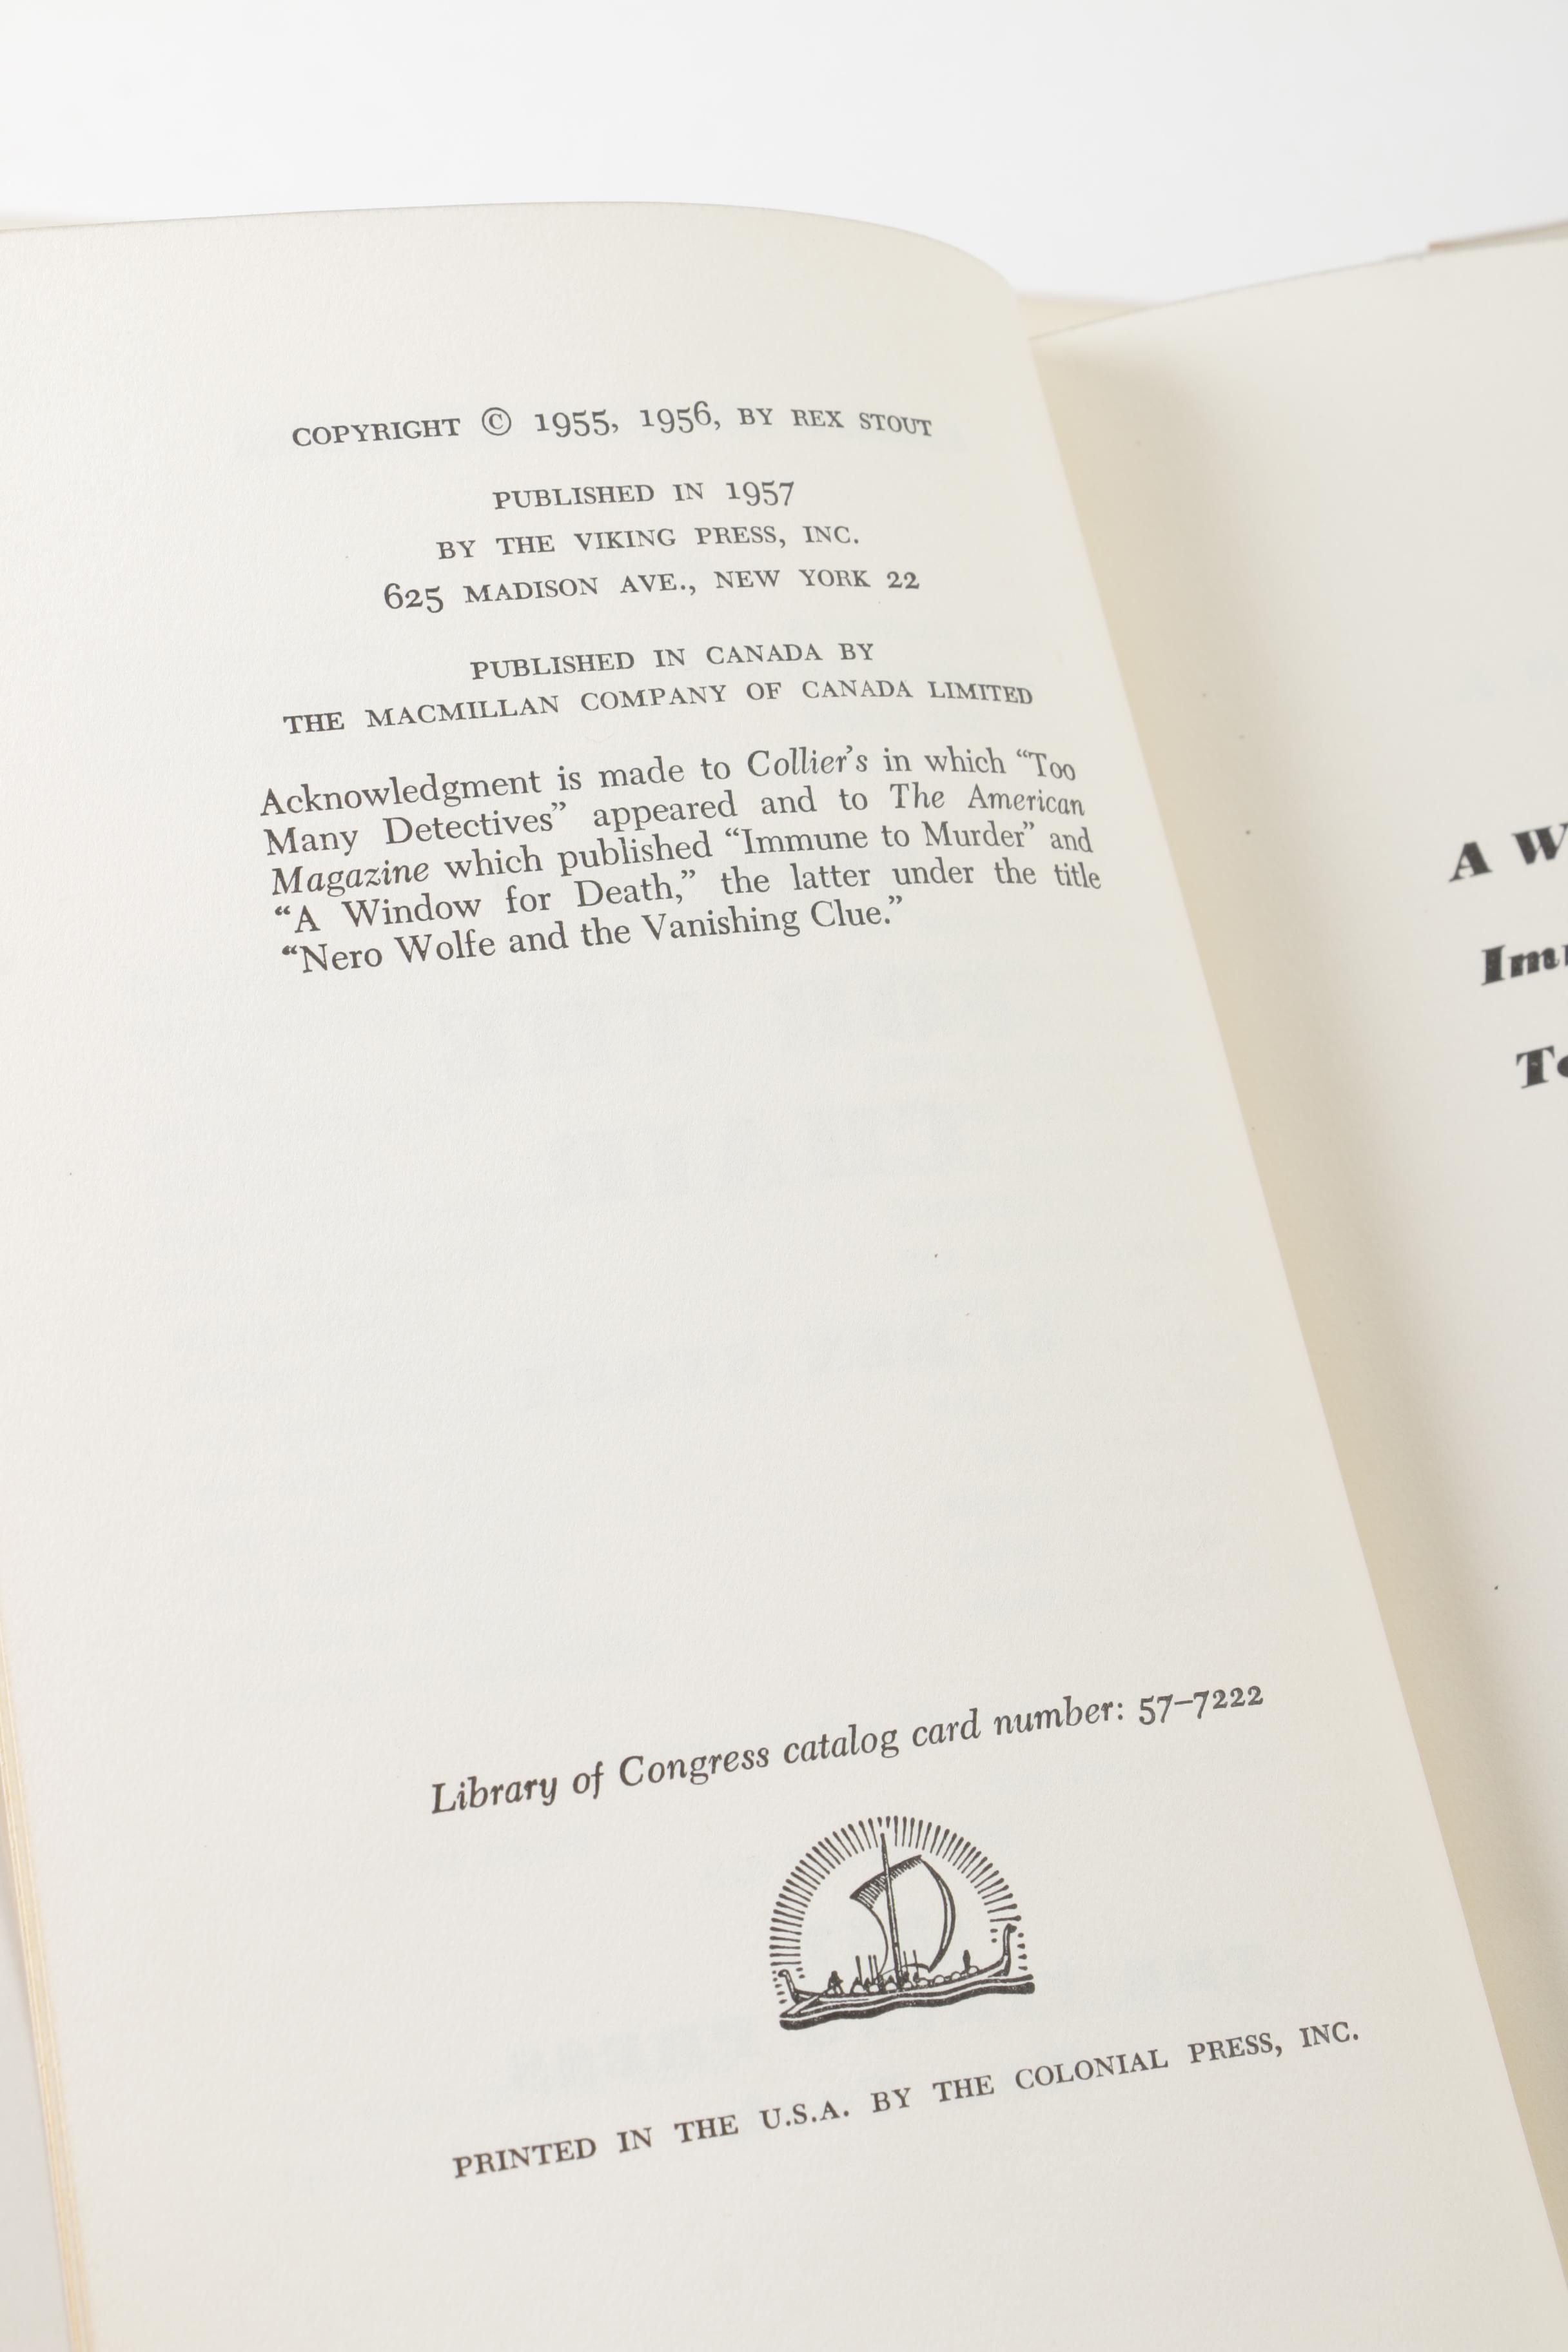 COPYRIGHT © 1955, 1956, BY REX STOUT
PUBLISHED IN 1957
BY THE VIKING PRESS, INC.
625 MADISON AVE., NEW YORK 22
PUBLISHED IN CANADA BY
THE MACMILLAN COMPANY OF CANADA LIMITED
Acknowledgment is made to Collier's in which “Too
Many Detectives” appeared and to The American
Magazine which published “Immune to Murder” and
“A Window for Death,” the latter under the title
“Nero Wolfe and the Vanishing Clue.”
Library of Congress catalog card number: 57–7222
PRINTED IN THE U.S.A. BY THE COLONIAL PRESS, INC.
A